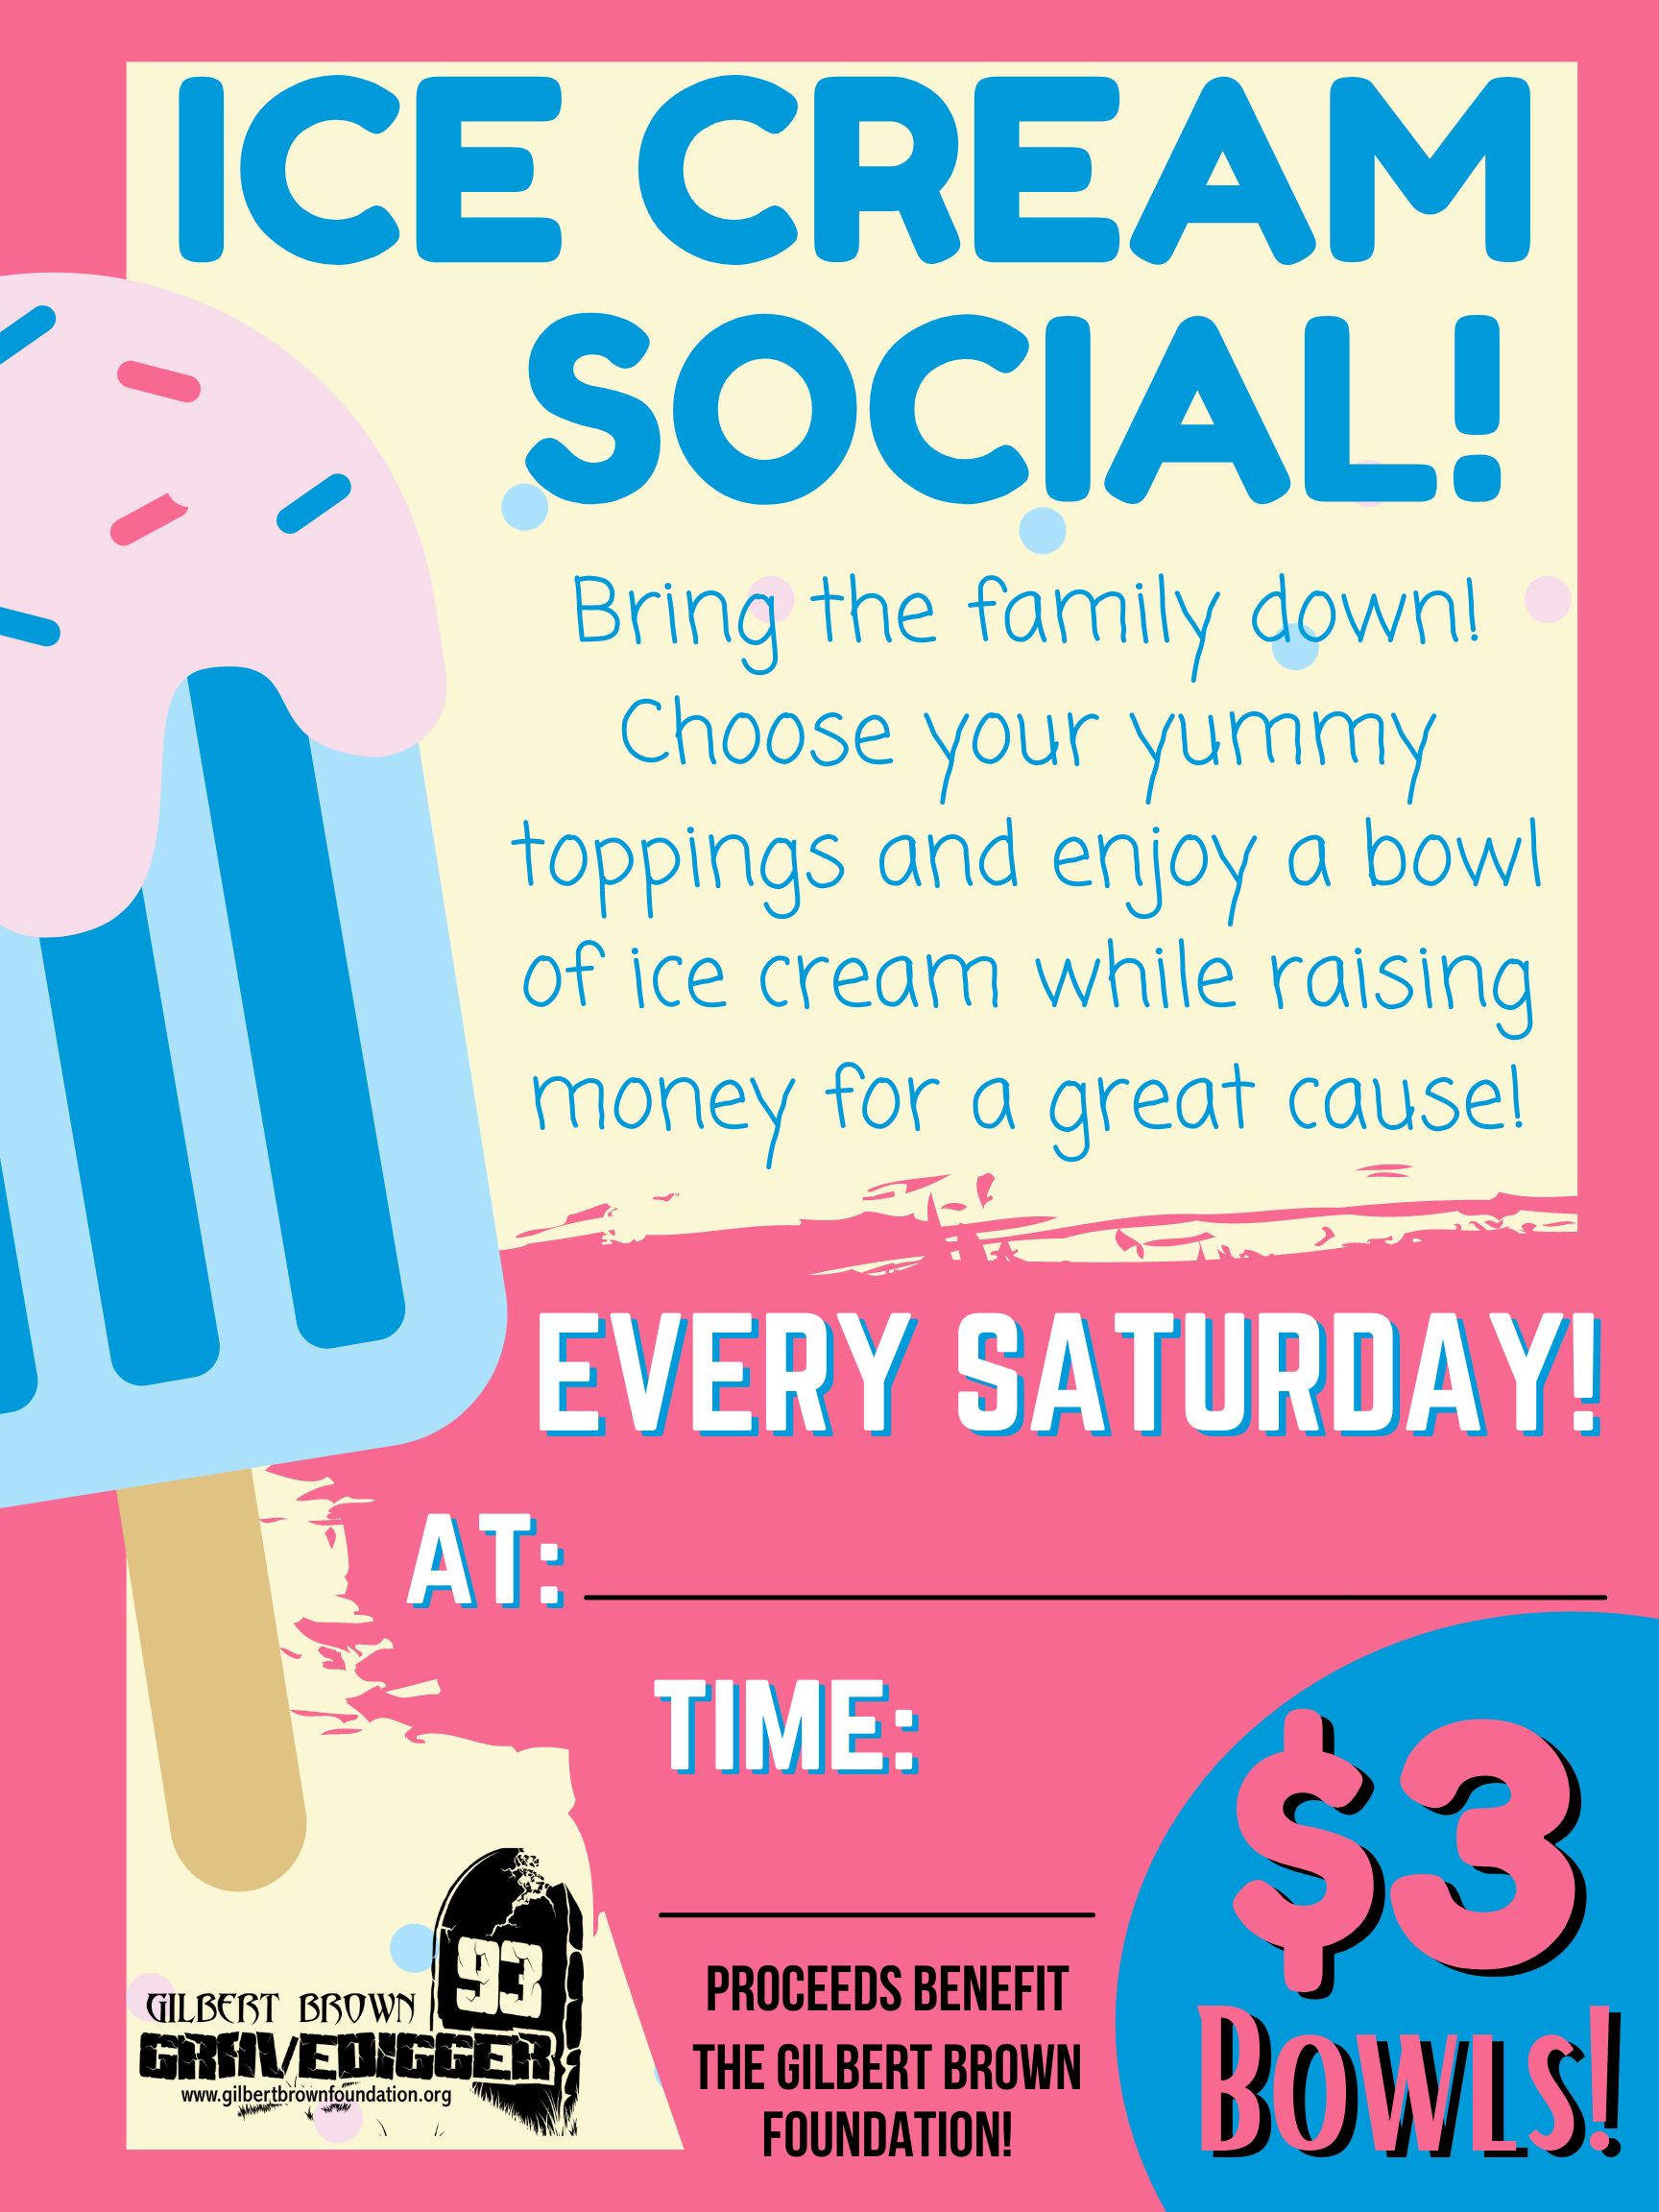 ICE CREAM
SOCIAL!
Bring the family down!
Choose your yummy
toppings and enjoy a bowl
of ice cream while raising
money for a great cause!
EVERY SATURDAY!
AT:
TIME:
$3
BOWLS!
PROCEEDS BENEFIT
THE GILBERT BROWN
FOUNDATION!
93
GILBERT BROWN
GRAVEDIGGER
www.gilbertbrownfoundation.org